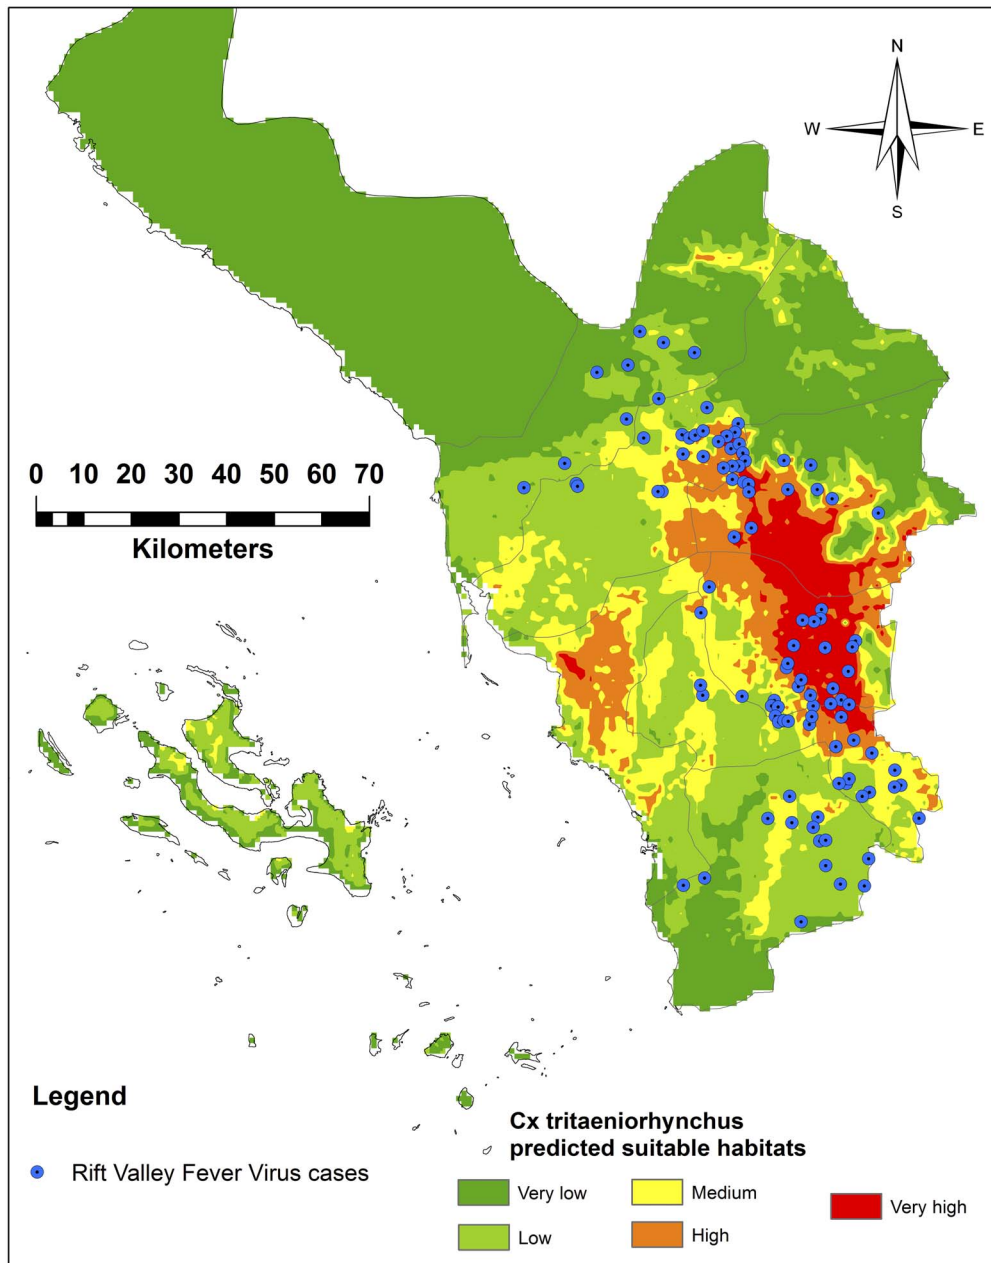 N
W E
S
0 10 20 30 40 50 60 70
Kilometers
Legend
Rift Valley Fever Virus cases
Cx tritaeniorhynchus
predicted suitable habitats
Very low
Medium
Very high
Low
High